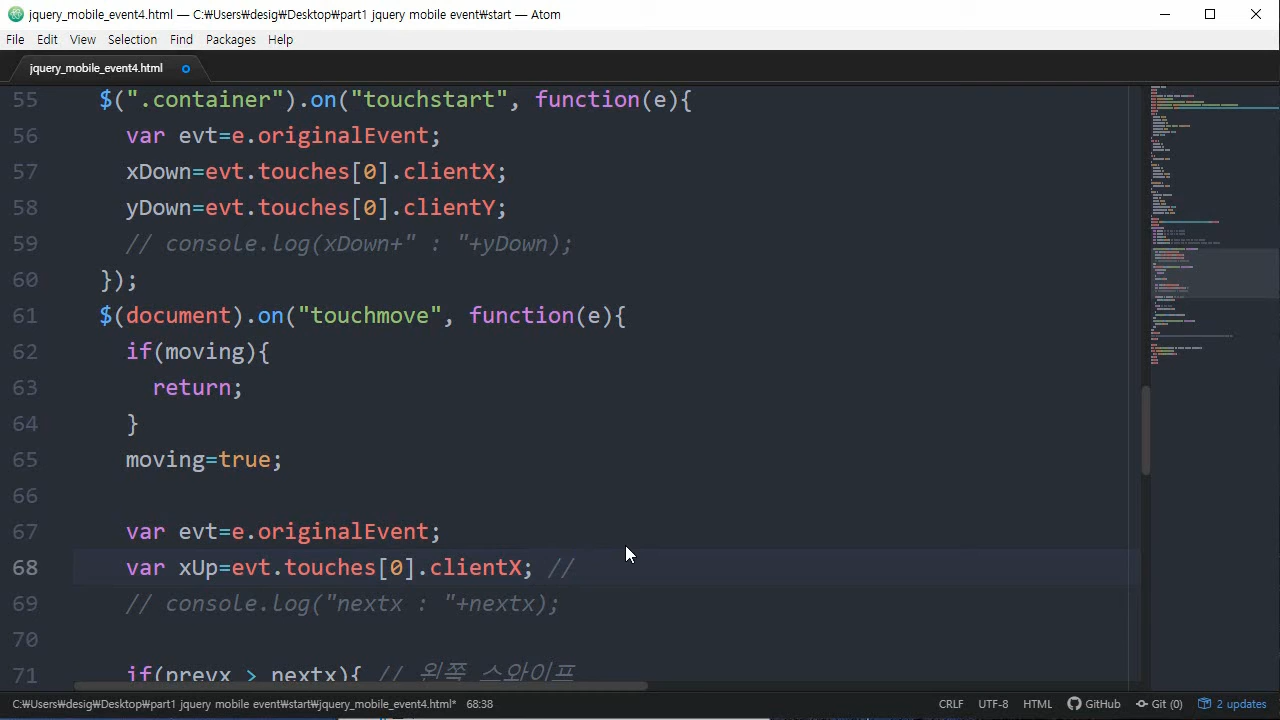 jquery_mobile_event4.html — C:₩Users₩desig₩Desktop₩part1 jquery mobile event₩start — Atom
File Edit View Selection Find Packages Help
jquery_mobile_event4.html
55 $(".container").on("touchstart", function(e){
56 var evt=e.originalEvent;
57 xDown=evt.touches[0].clientX;
58 yDown=evt.touches[0].clientY;
59 // console.log(xDown+" : "+yDown);
60 });
61 $(document).on("touchmove", function(e){
62 if(moving){
63 return;
64 }
65 moving=true;
66
67 var evt=e.originalEvent;
68 var xUp=evt.touches[0].clientX; //
69 // console.log("nextx : "+nextx);
70
71 if(prevx > nextx){ // 왼쪽 스와이프
C:₩Users₩desig₩Desktop₩part1 jquery mobile event₩start₩jquery_mobile_event4.html* 68:38 CRLF UTF-8 HTML GitHub Git (0) 2 updates